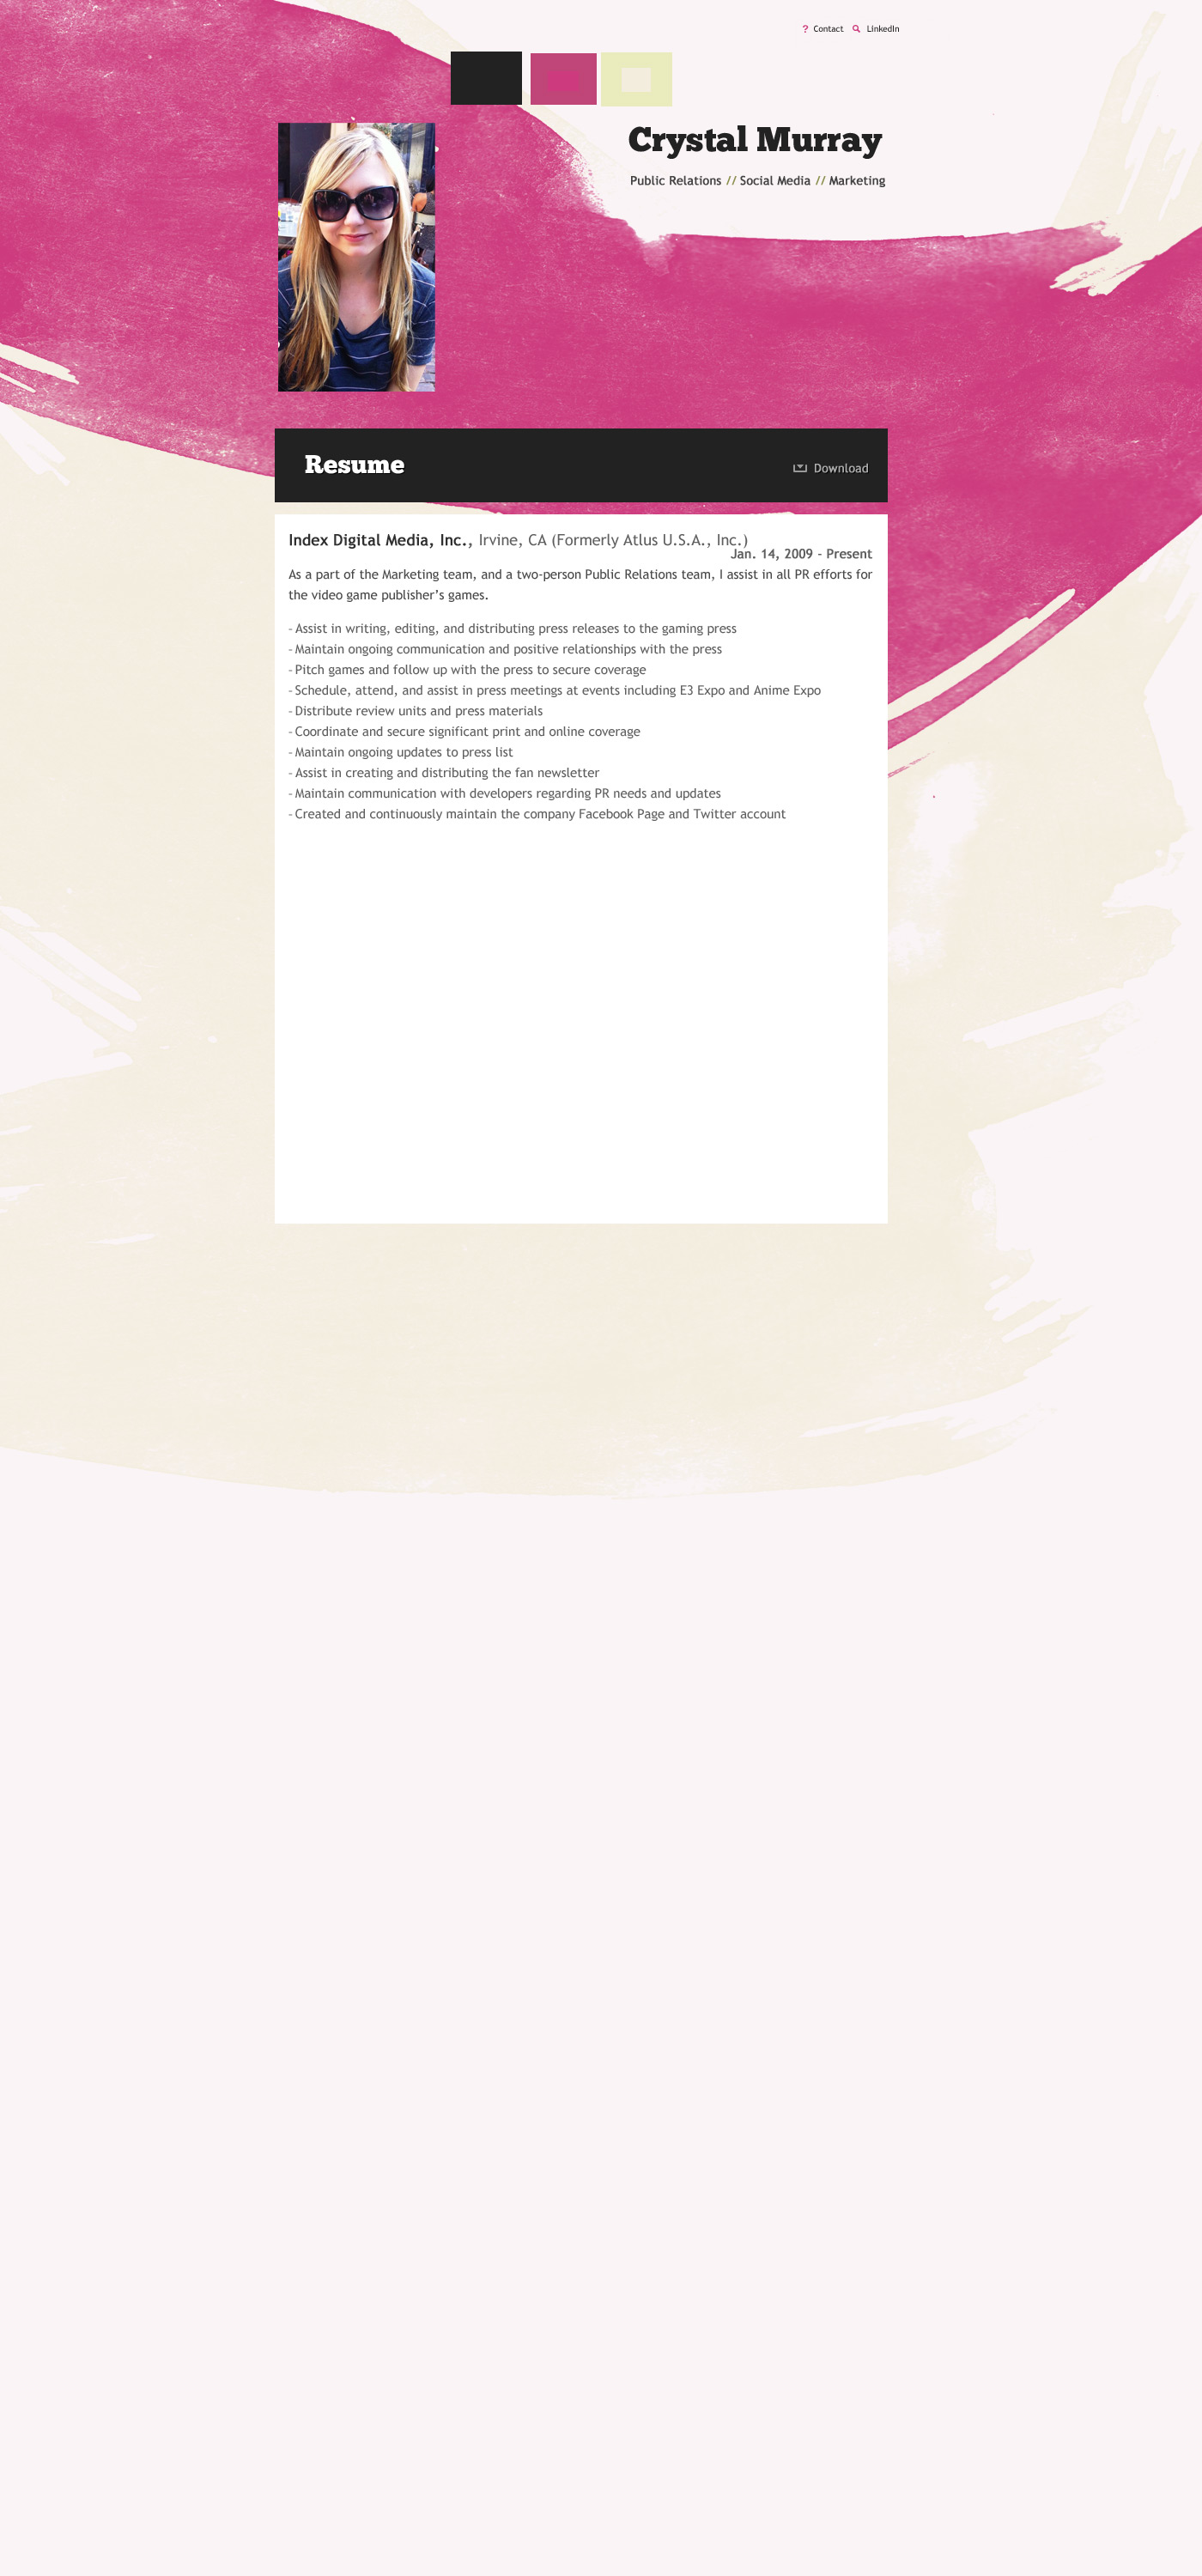 Contact LinkedIn
Crystal Murray
Public Relations // Social Media // Marketing
Resume
Download
Index Digital Media, Inc., Irvine, CA (Formerly Atlus U.S.A., Inc.)
Jan. 14, 2009 - Present
As a part of the Marketing team, and a two-person Public Relations team, I assist in all PR efforts for
the video game publisher’s games.
- Assist in writing, editing, and distributing press releases to the gaming press
- Maintain ongoing communication and positive relationships with the press
- Pitch games and follow up with the press to secure coverage
- Schedule, attend, and assist in press meetings at events including E3 Expo and Anime Expo
- Distribute review units and press materials
- Coordinate and secure significant print and online coverage
- Maintain ongoing updates to press list
- Assist in creating and distributing the fan newsletter
- Maintain communication with developers regarding PR needs and updates
- Created and continuously maintain the company Facebook Page and Twitter account